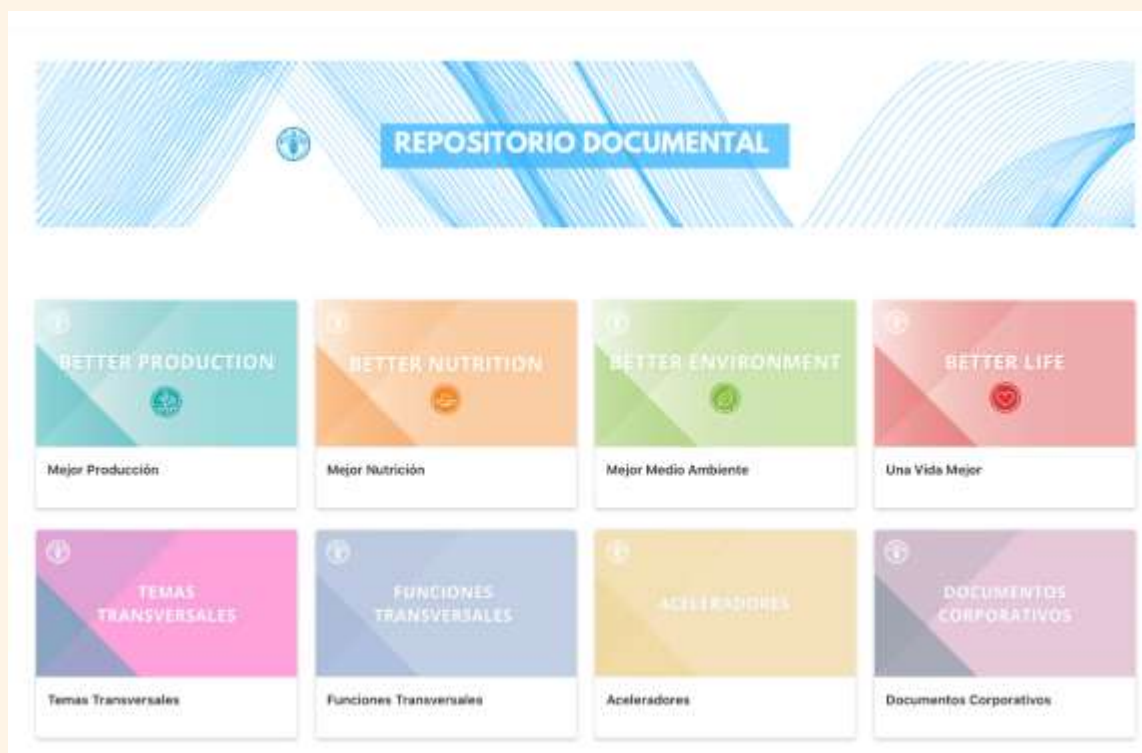 REPOSITORIO DOCUMENTAL
BETTER PRODUCTION
BETTER NUTRITION
BETTER ENVIRONMENT
BETTER LIFE
Mejor Producción
Mejor Nutrición
Mejor Medio Ambiente
Una Vida Mejor
TEMAS
TRANSVERSALES
FUNCIONES
TRANSVERSALES
ACELERADORES
DOCUMENTOS
CORPORATIVOS
Temas Transversales
Funciones Transversales
Aceleradores
Documentos Corporativos